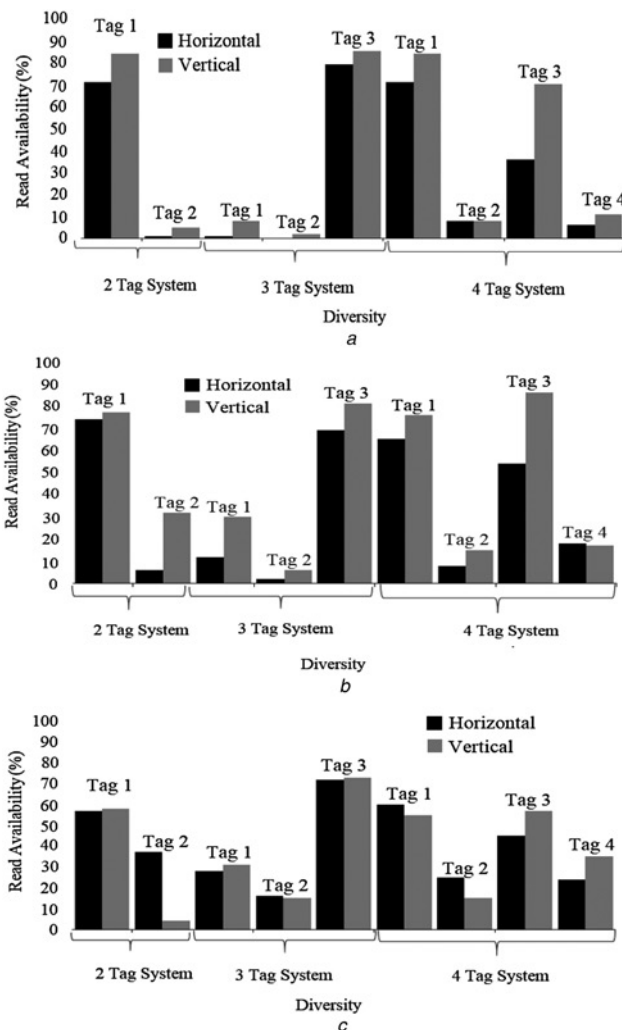 100
90
80
70
60
50
40
30
20
10
0
Read Availability (%)
Horizontal
Vertical
Tag 1
Tag 2
Tag 1
Tag 2
Tag 3
Tag 1
Tag 2
Tag 3
Tag 4
2 Tag System
3 Tag System
4 Tag System
Diversity
a
100
90
80
70
60
50
40
30
20
10
0
Read Availability (%)
Horizontal
Vertical
Tag 1
Tag 2
Tag 1
Tag 2
Tag 3
Tag 1
Tag 2
Tag 3
Tag 4
2 Tag System
3 Tag System
4 Tag System
Diversity
b
100
90
80
70
60
50
40
30
20
10
0
Read Availability (%)
Horizontal
Vertical
Tag 1
Tag 2
Tag 1
Tag 2
Tag 3
Tag 1
Tag 2
Tag 3
Tag 4
2 Tag System
3 Tag System
4 Tag System
Diversity
c